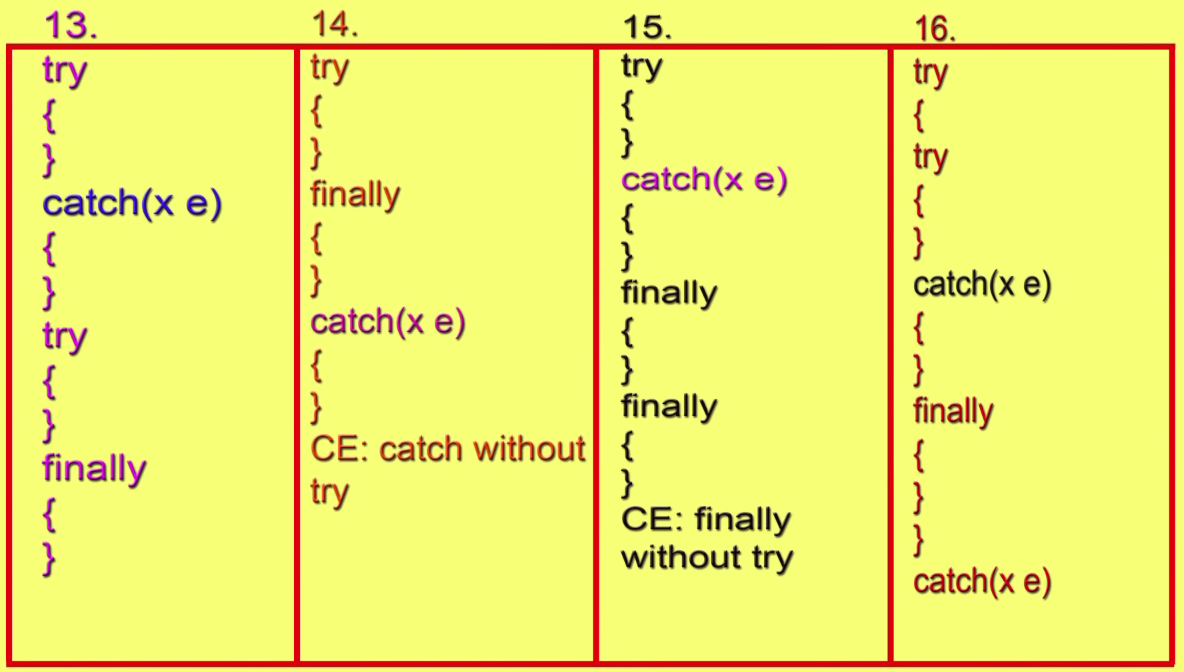 13.
try
{
}
catch(x e)
{
}
try
{
}
finally
{
}
14.
try
{
}
finally
{
}
catch(x e)
{
}
CE: catch without
try
15.
try
{
}
catch(x e)
{
}
finally
{
}
finally
{
}
CE: finally
without try
16.
try
{
try
{
}
catch(x e)
{
}
finally
{
}
}
catch(x e)